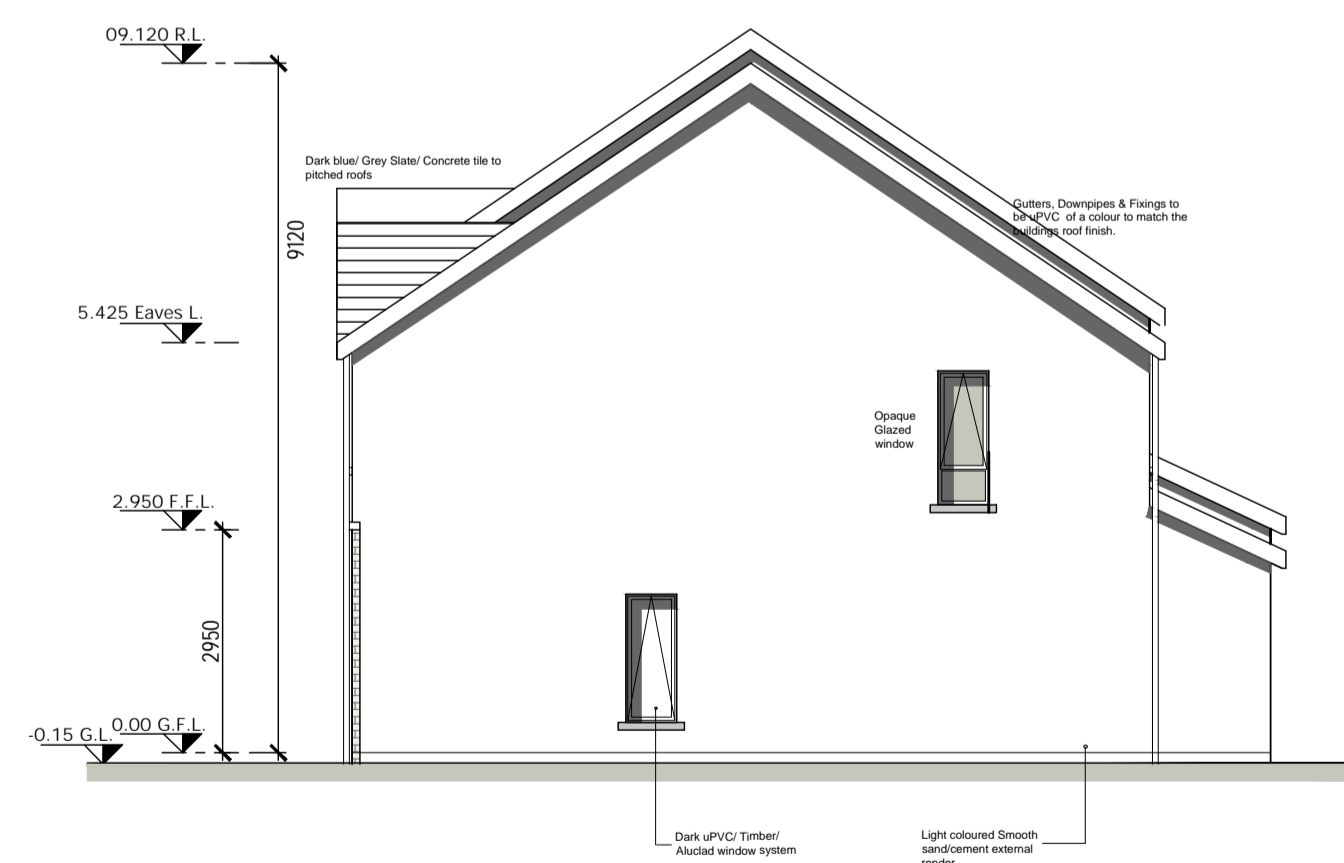 09.120 R.L.
Dark blue/ Grey Slate/ Concrete tile to
pitched roofs
Gutters, Downpipes & Fixings to
be uPVC of a colour to match the
buildings roof finish.
9120
5.425 Eaves L.
Opaque
Glazed
window
2.950 F.F.L.
2950
0.00 G.F.L.
-0.15 G.L.
Dark uPVC/ Timber/
Aluclad window system
Light coloured Smooth
sand/cement external
render